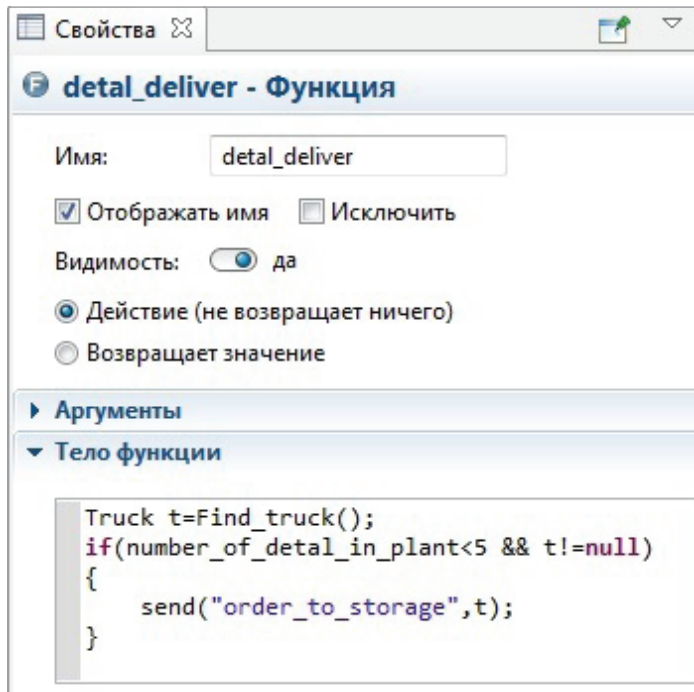 Свойства
detal_deliver - Функция
Имя: detal_deliver
Отображать имя Исключить
Видимость: да
Действие (не возвращает ничего)
Возвращает значение
Аргументы
Тело функции
Truck t=Find_truck();
if(number_of_detal_in_plant<5 && t!=null)
{
    send("order_to_storage",t);
}